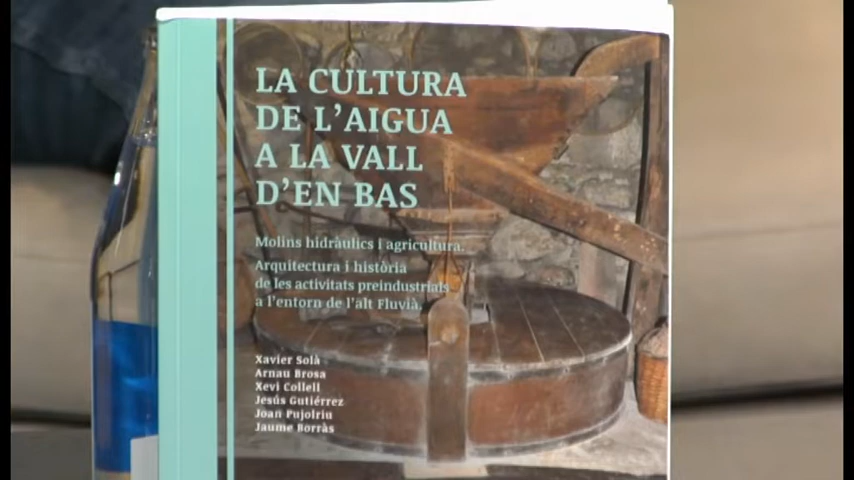 LA CULTURA
DE L'AIGUA
A LA VALL
D'EN BAS
Molins hidràulics i agricultura.
Arquitectura i història
de les activitats preindustrials
a l'entorn de l'alt Fluvià.
Xavier Solà
Arnau Brosa
Xevi Collell
Jesús Gutiérrez
Joan Pujolriu
Jaume Borràs